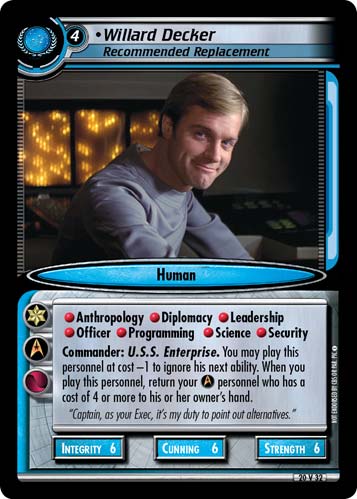 4 •Willard Decker
Recommended Replacement
Human
•Anthropology •Diplomacy •Leadership
•Officer •Programming •Science •Security
Commander: U.S.S. Enterprise. You may play this
personnel at cost –1 to ignore his next ability. When you
play this personnel, return your personnel who has a
cost of 4 or more to his or her owner's hand.
"Captain, as your Exec, it's my duty to point out alternatives."
INTEGRITY 6 CUNNING 6 STRENGTH 6
20 V 32